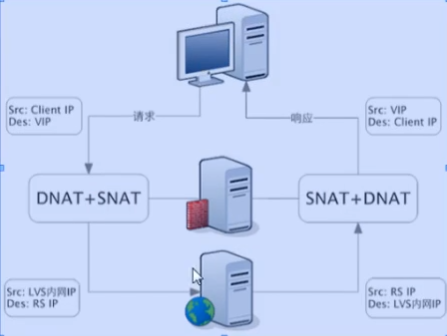 Src: Client IP
Des: VIP
请求
响应
Src: VIP
Des: Client IP
DNAT+SNAT
SNAT+DNAT
Src: LVS内网IP
Des: RS IP
Src: RS IP
Des: LVS内网IP